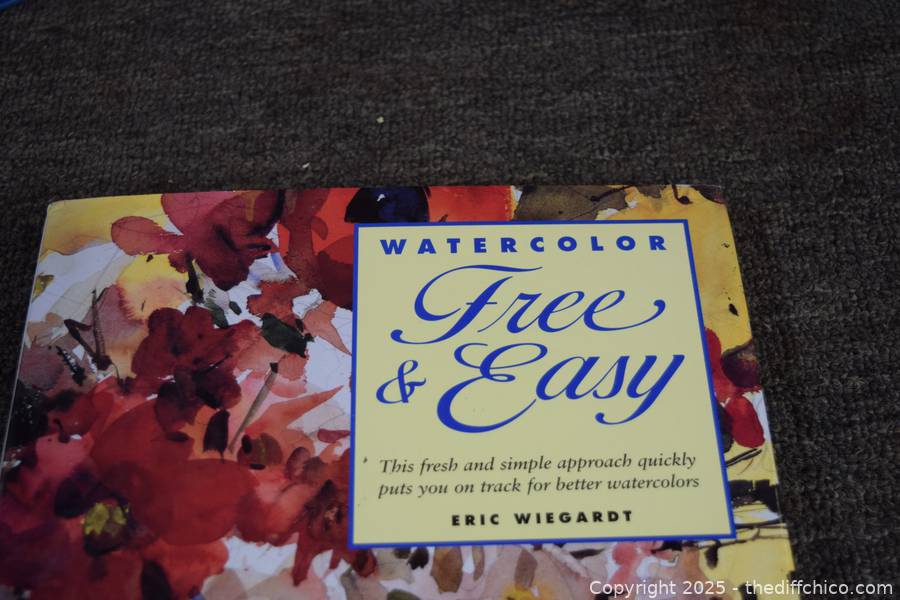 WATERCOLOR
Free
& Easy
This fresh and simple approach quickly
puts you on track for better watercolors
ERIC WIEGARDT
Copyright 2025 - thediffchico.com